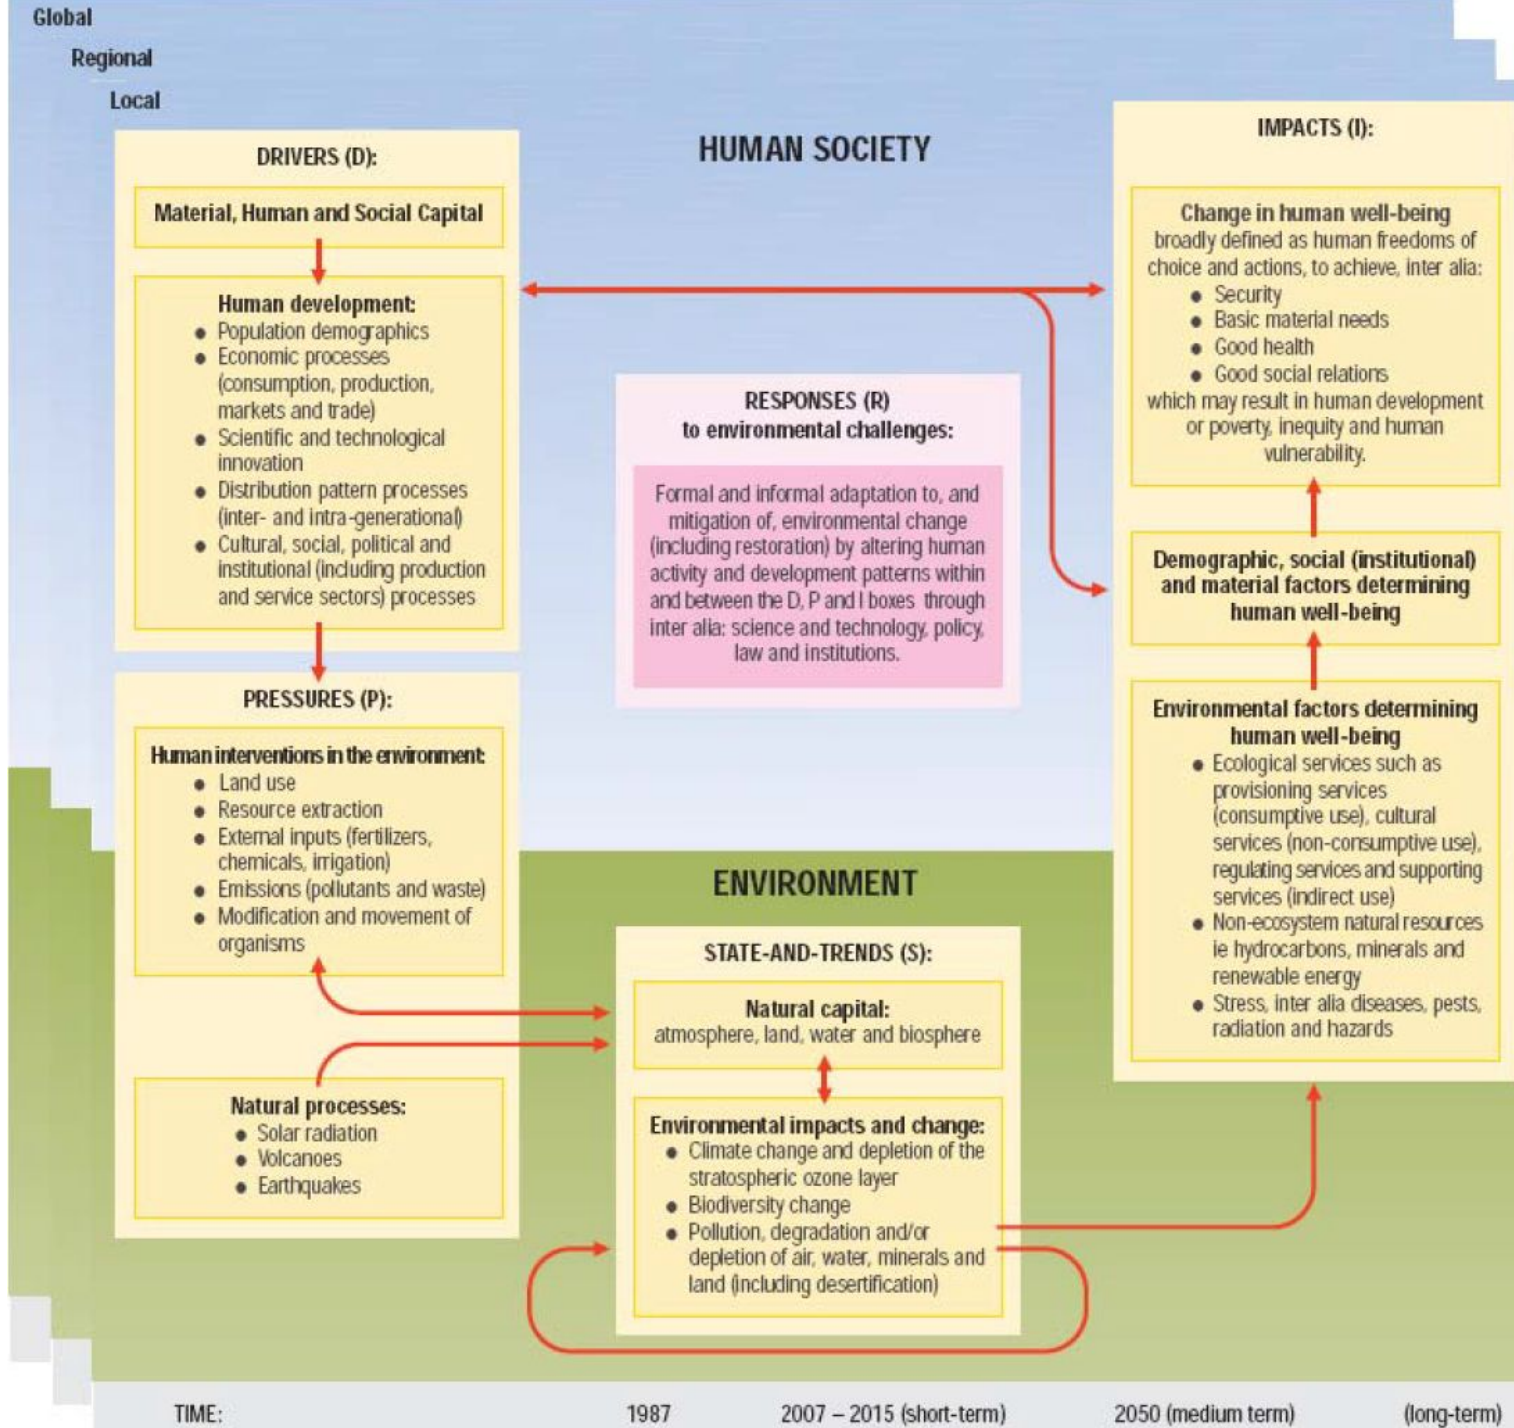 Global
Regional
Local
HUMAN SOCIETY
DRIVERS (D):
Material, Human and Social Capital
Human development:
● Population demographics
● Economic processes
(consumption, production,
markets and trade)
● Scientific and technological
innovation
● Distribution pattern processes
(inter- and intra-generational)
● Cultural, social, political and
institutional (including production
and service sectors) processes
PRESSURES (P):
Human interventions in the environment:
● Land use
● Resource extraction
● External inputs (fertilizers,
chemicals, irrigation)
● Emissions (pollutants and waste)
● Modification and movement of
organisms
Natural processes:
● Solar radiation
● Volcanoes
● Earthquakes
RESPONSES (R)
to environmental challenges:
Formal and informal adaptation to, and
mitigation of, environmental change
(including restoration) by altering human
activity and development patterns within
and between the D, P and I boxes through
inter alia: science and technology, policy,
law and institutions.
ENVIRONMENT
STATE-AND-TRENDS (S):
Natural capital:
atmosphere, land, water and biosphere
Environmental impacts and change:
● Climate change and depletion of the
stratospheric ozone layer
● Biodiversity change
● Pollution, degradation and/or
depletion of air, water, minerals and
land (including desertification)
IMPACTS (I):
Change in human well-being
broadly defined as human freedoms of
choice and actions, to achieve, inter alia:
● Security
● Basic material needs
● Good health
● Good social relations
which may result in human development
or poverty, inequity and human
vulnerability.
Demographic, social (institutional)
and material factors determining
human well-being
Environmental factors determining
human well-being
● Ecological services such as
provisioning services
(consumptive use), cultural
services (non-consumptive use),
regulating services and supporting
services (indirect use)
● Non-ecosystem natural resources
ie hydrocarbons, minerals and
renewable energy
● Stress, inter alia diseases, pests,
radiation and hazards
TIME: 1987 2007 – 2015 (short-term) 2050 (medium term) (long-term)